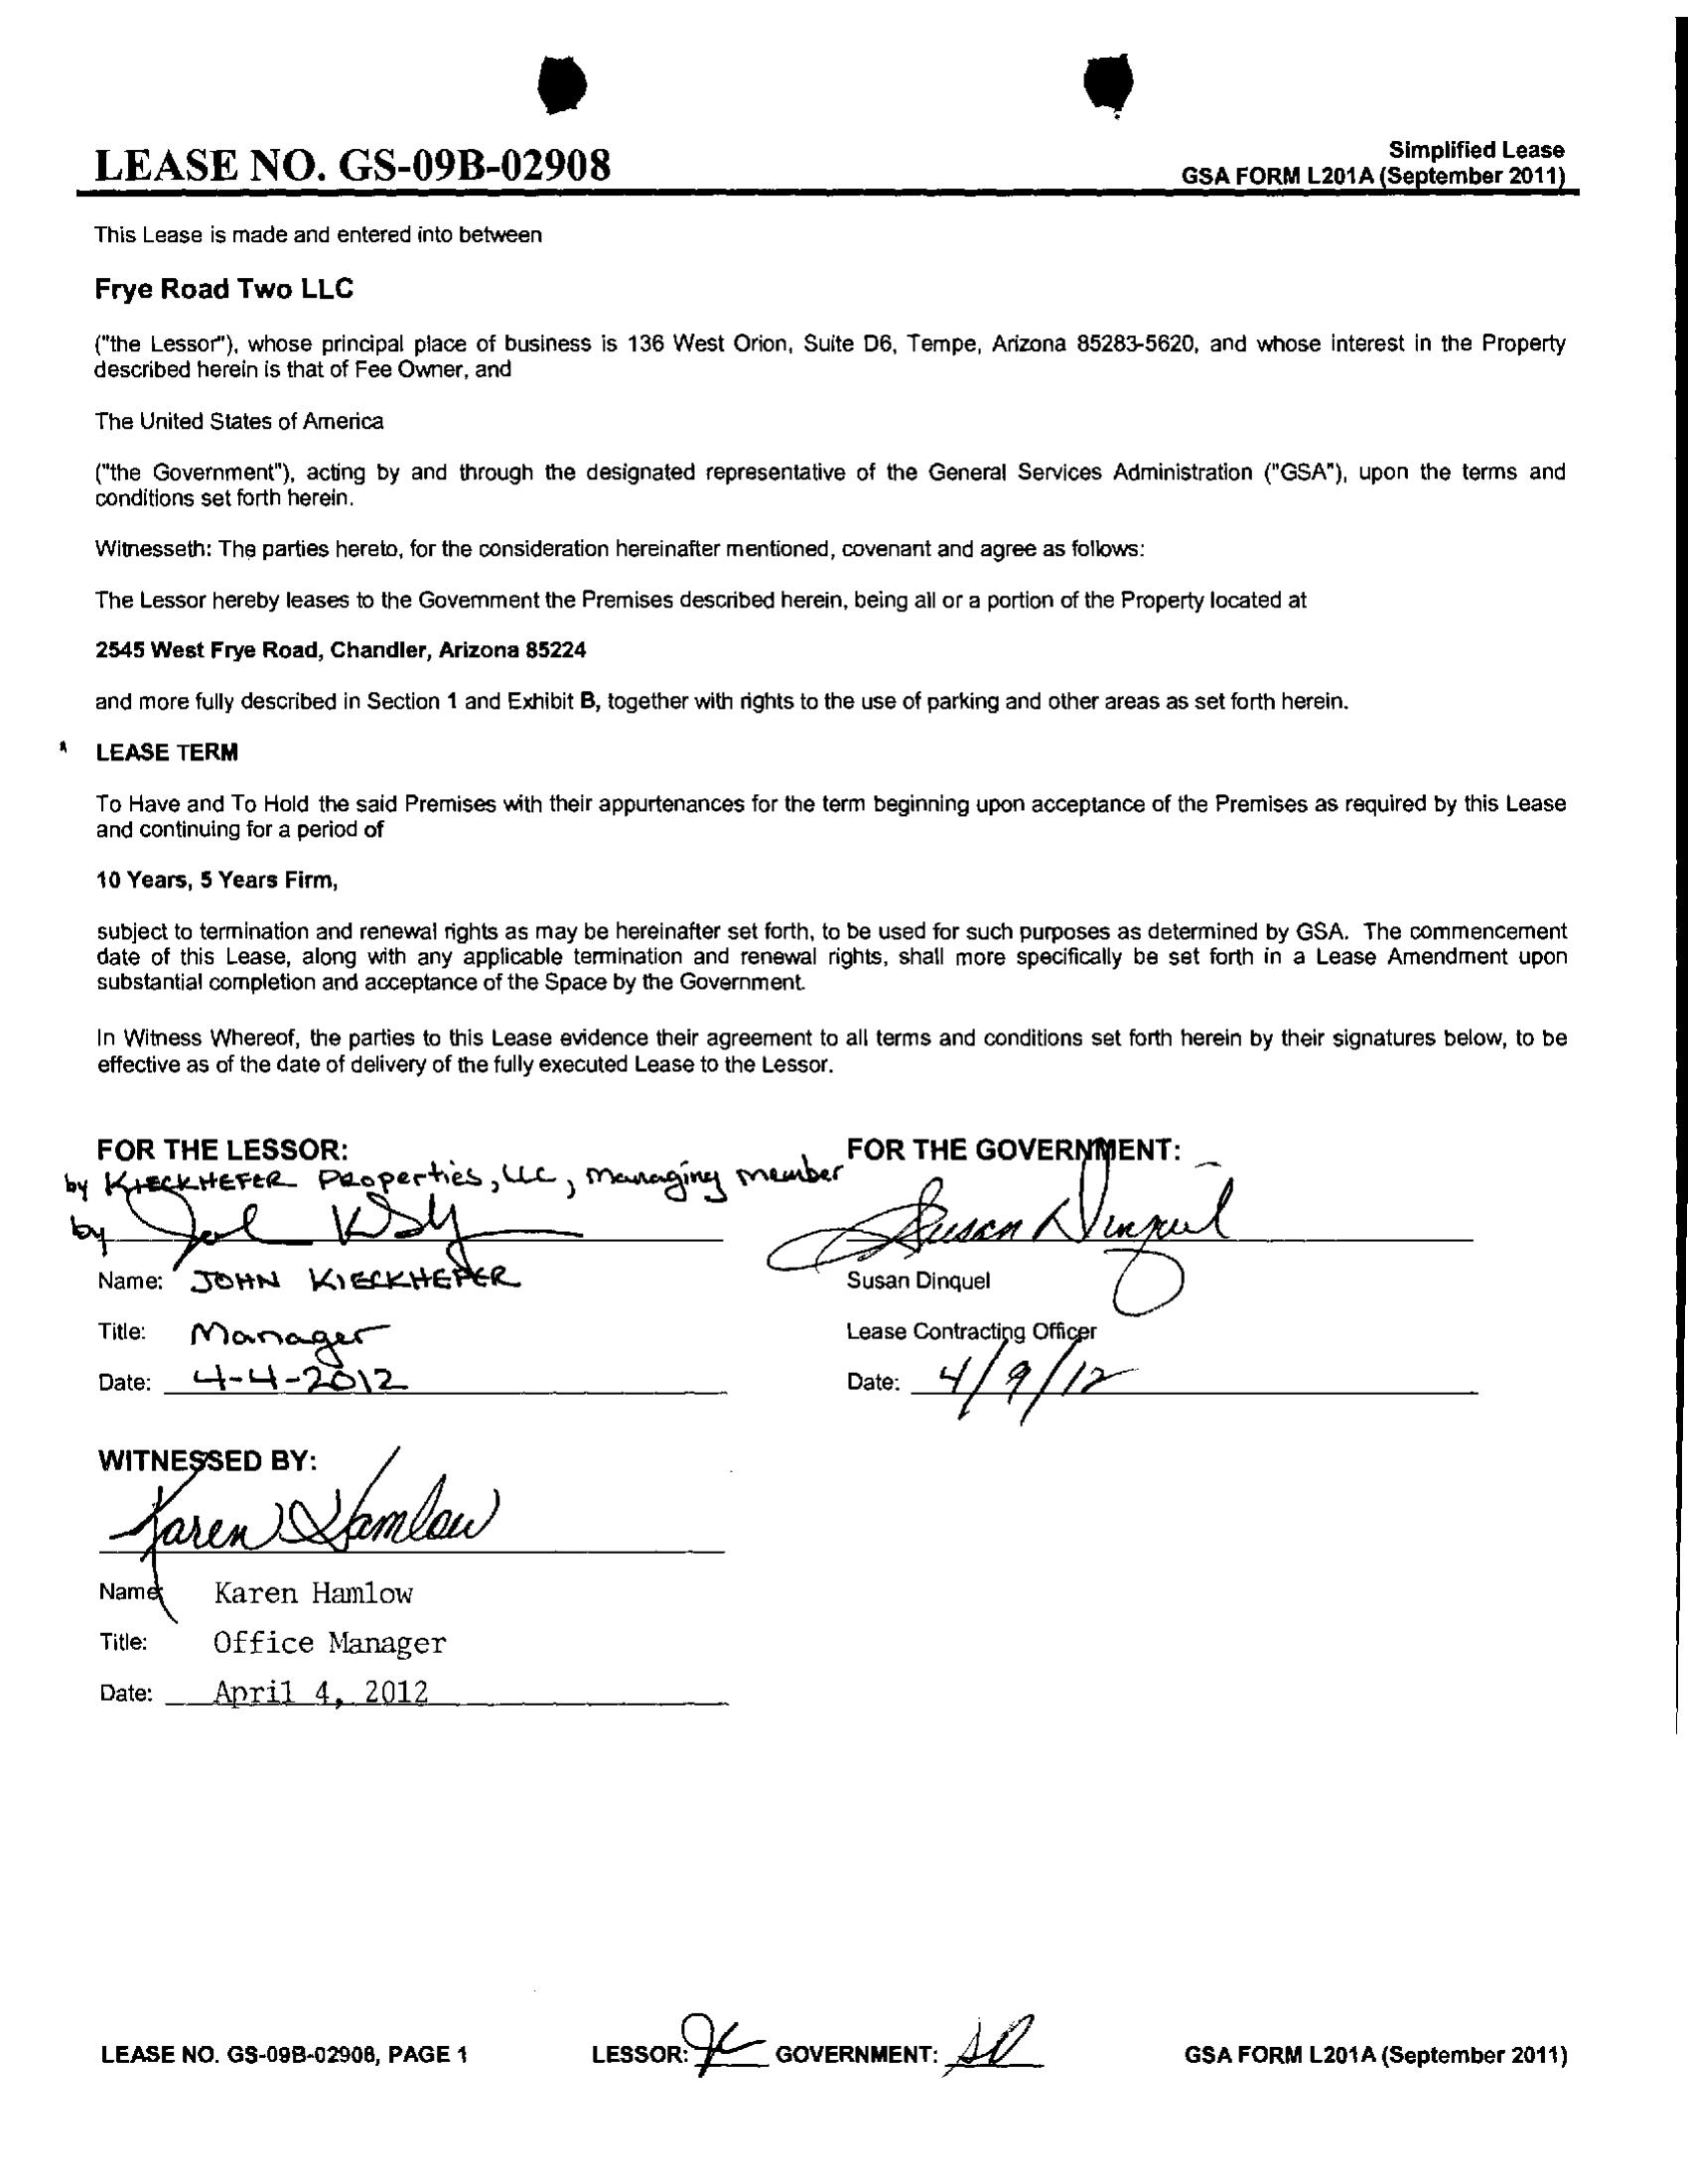 LEASE NO. GS-09B-02908
Simplified Lease
GSA FORM L201A (September 2011)
This Lease is made and entered into between
Frye Road Two LLC
("the Lessor"), whose principal place of business is 136 West Orion, Suite D6, Tempe, Arizona 85283-5620, and whose interest in the Property
described herein is that of Fee Owner, and
The United States of America
("the Government"), acting by and through the designated representative of the General Services Administration ("GSA"), upon the terms and
conditions set forth herein.
Witnesseth: The parties hereto, for the consideration hereinafter mentioned, covenant and agree as follows:
The Lessor hereby leases to the Government the Premises described herein, being all or a portion of the Property located at
2545 West Frye Road, Chandler, Arizona 85224
and more fully described in Section 1 and Exhibit B, together with rights to the use of parking and other areas as set forth herein.
LEASE TERM
To Have and To Hold the said Premises with their appurtenances for the term beginning upon acceptance of the Premises as required by this Lease
and continuing for a period of
10 Years, 5 Years Firm,
subject to termination and renewal rights as may be hereinafter set forth, to be used for such purposes as determined by GSA. The commencement
date of this Lease, along with any applicable termination and renewal rights, shall more specifically be set forth in a Lease Amendment upon
substantial completion and acceptance of the Space by the Government.
In Witness Whereof, the parties to this Lease evidence their agreement to all terms and conditions set forth herein by their signatures below, to be
effective as of the date of delivery of the fully executed Lease to the Lessor.
FOR THE LESSOR:
by KIECKHEFER Properties, LLC, managing member
by
Name: JOHN KIECKHEFER
Title: Manager
Date: 4-4-2012
FOR THE GOVERNMENT:
Susan Dinquel
Susan Dinquel
Lease Contracting Officer
Date: 4/9/12
WITNESSED BY:
Karen Hamlow
Name: Karen Hamlow
Title: Office Manager
Date: April 4, 2012
LEASE NO. GS-09B-02908, PAGE 1
LESSOR: JK GOVERNMENT: SD
GSA FORM L201A (September 2011)